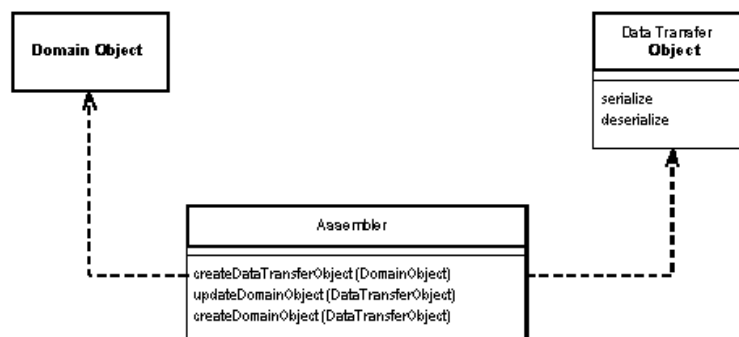 Domain Object
Data Transfer
Object
serialize
deserialize
Assembler
createDataTransferObject (DomainObject)
updateDomainObject (DataTransferObject)
createDomainObject (DataTransferObject)